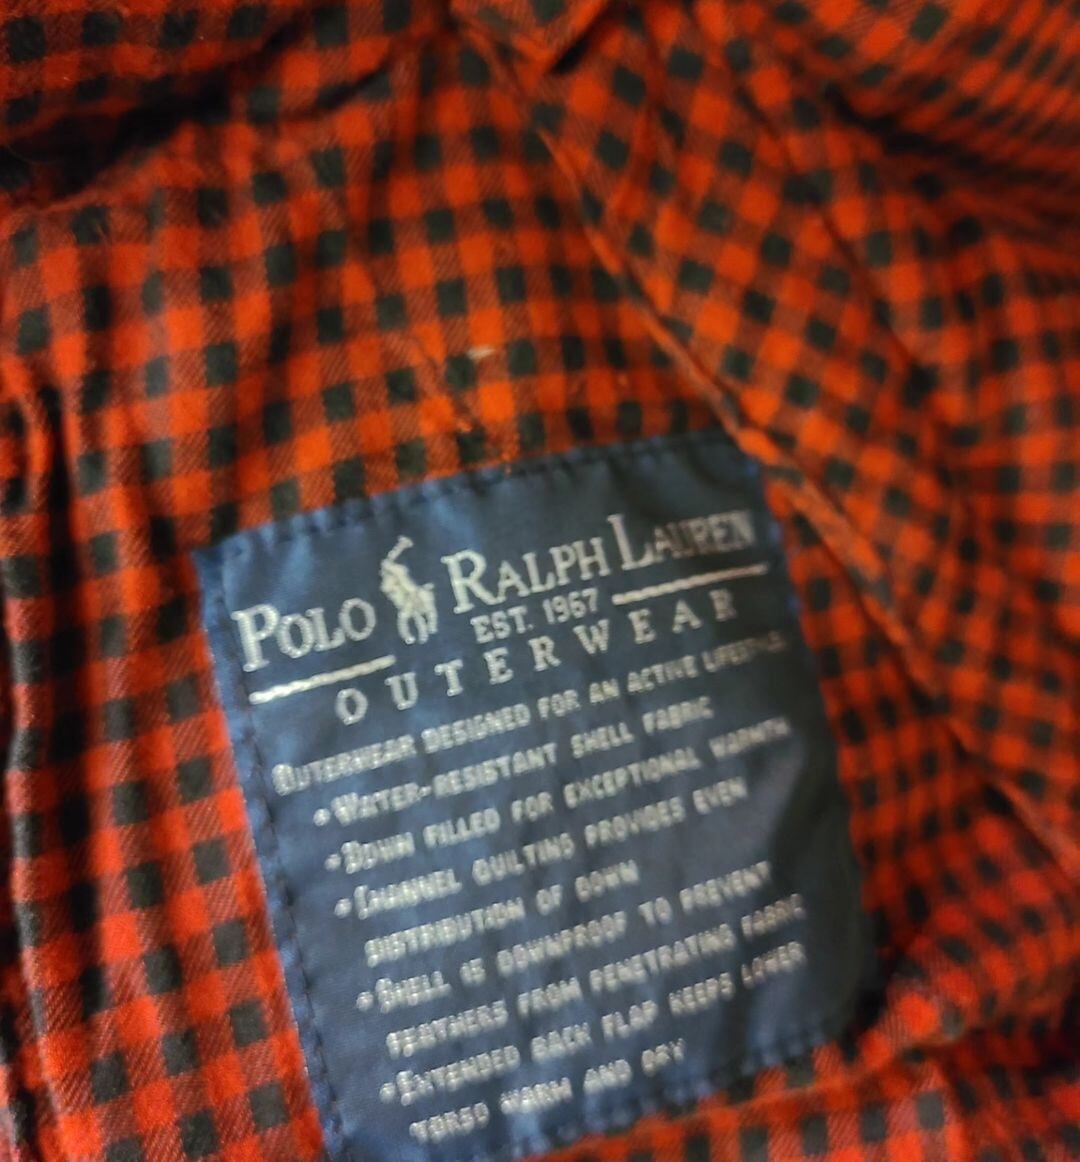 POLO RALPH LAUREN
EST. 1967
OUTERWEAR
OUTERWEAR DESIGNED FOR AN ACTIVE LIFESTYLE
•WATER-RESISTANT SHELL FABRIC
•DOWN FILLED FOR EXCEPTIONAL WARMTH
•CHANNEL QUILTING PROVIDES EVEN
DISTRIBUTION OF DOWN
•SHELL IS DOWNPROOF TO PREVENT
FEATHERS FROM PENETRATING FABRIC
•EXTENDED BACK FLAP KEEPS LOWER
TORSO WARM AND DRY